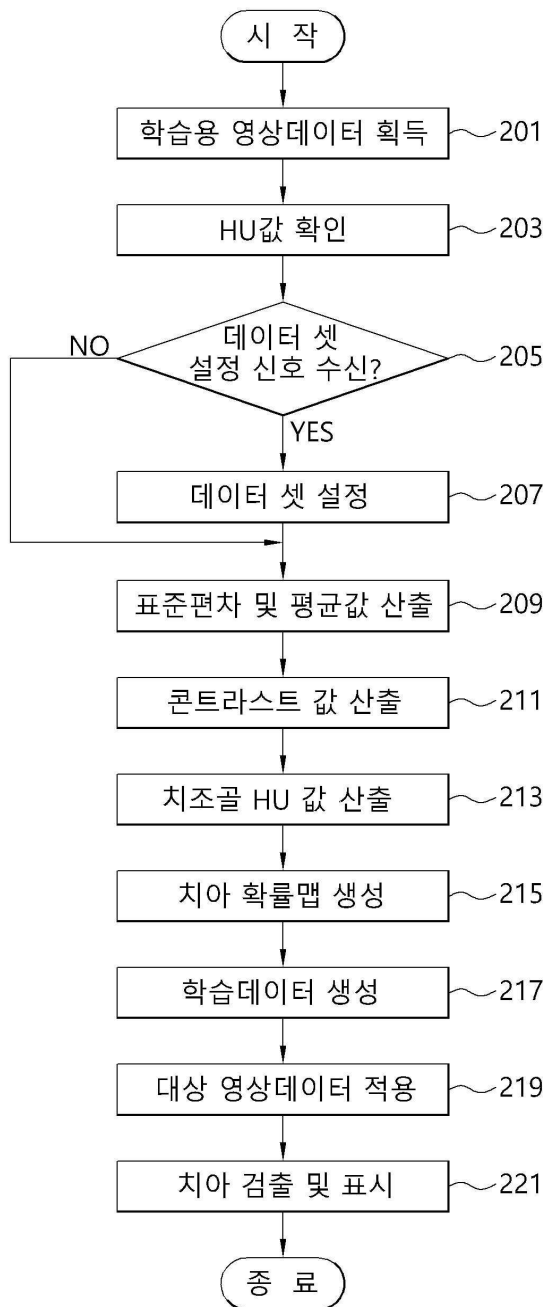 시 작
학습용 영상데이터 획득
201
HU값 확인
203
데이터 셋
설정 신호 수신?
205
NO
YES
데이터 셋 설정
207
표준편차 및 평균값 산출
209
콘트라스트 값 산출
211
치조골 HU 값 산출
213
치아 확률맵 생성
215
학습데이터 생성
217
대상 영상데이터 적용
219
치아 검출 및 표시
221
종 료